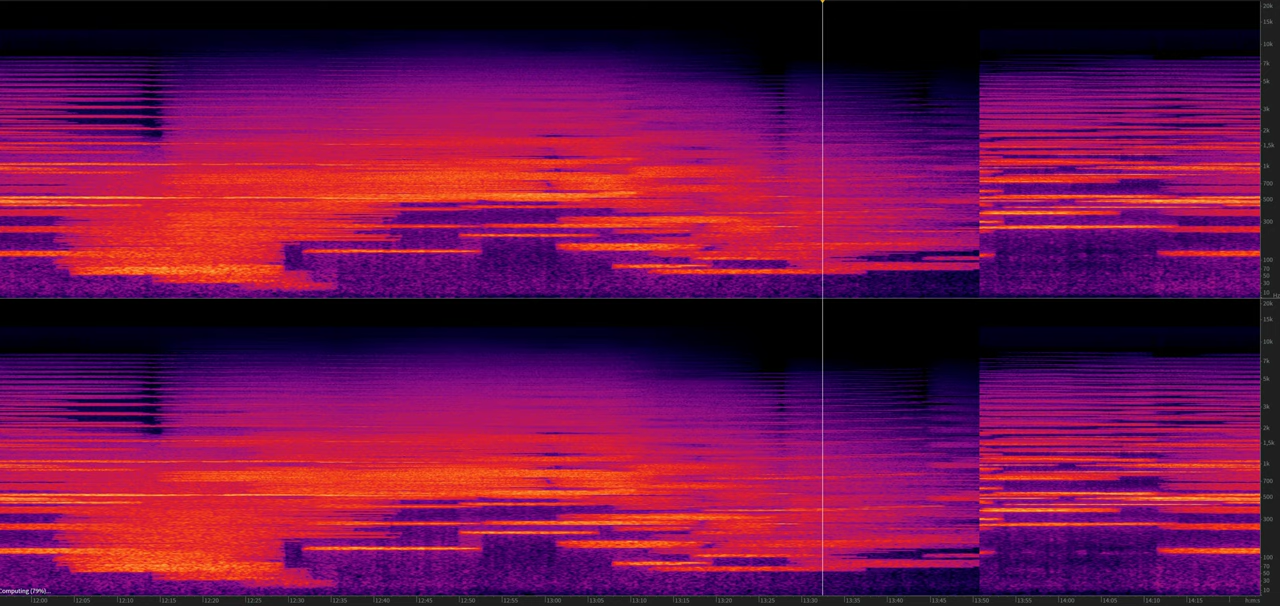 20k
15k
10k
7k
5k
3k
2k
1,5k
1k
700
500
300
100
70
50
30
10
20k
15k
10k
7k
5k
3k
2k
1,5k
1k
700
500
300
100
70
50
30
10
Computing (79%)...
12:00 12:05 12:10 12:15 12:20 12:25 12:30 12:35 12:40 12:45 12:50 12:55 13:00 13:05 13:10 13:15 13:20 13:25 13:30 13:35 13:40 13:45 13:50 13:55 14:00 14:05 14:10 14:15 h:m:s